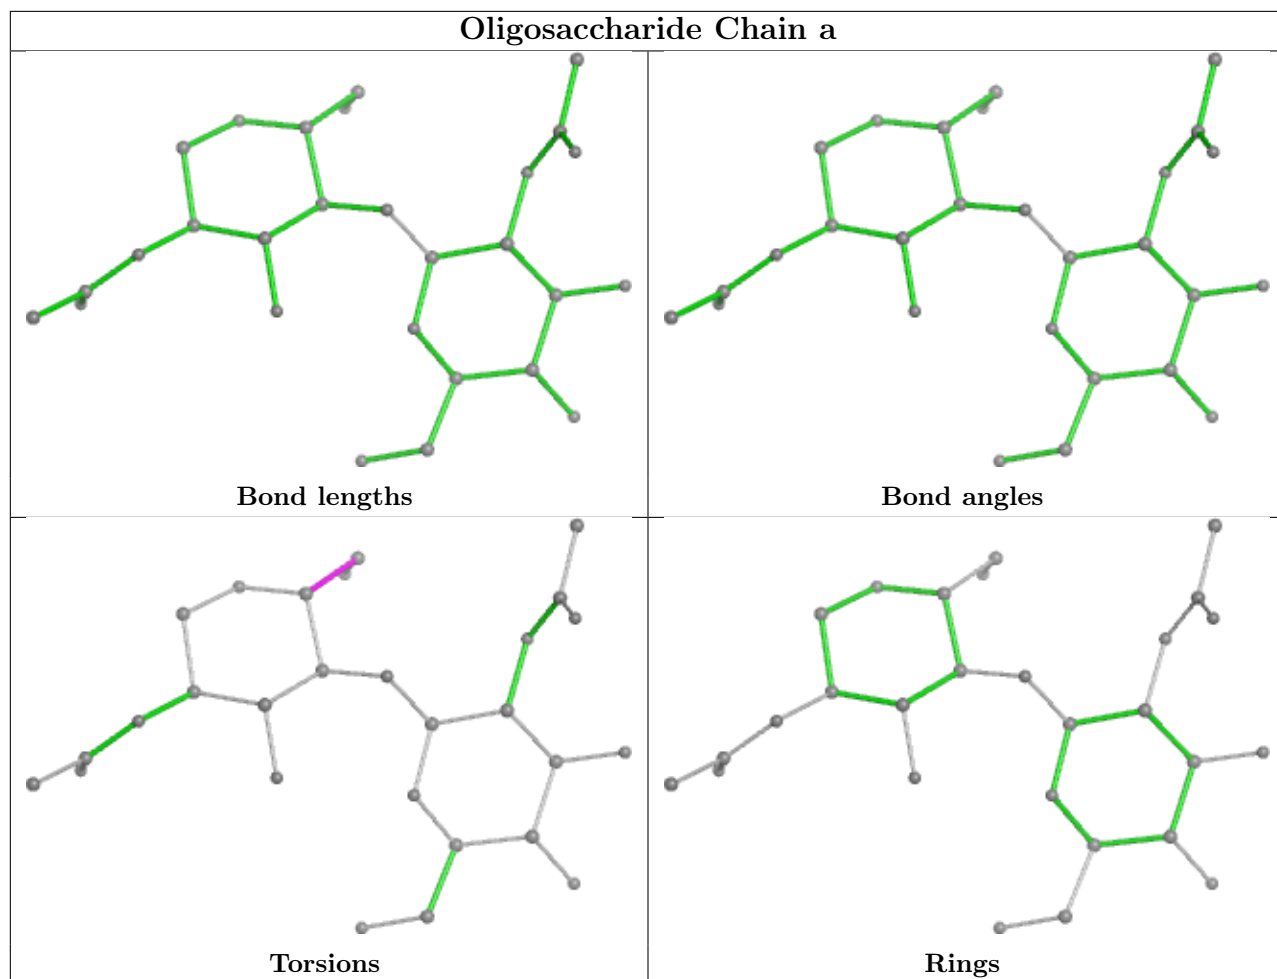 Oligosaccharide Chain a
Bond lengths
Bond angles
Torsions
Rings